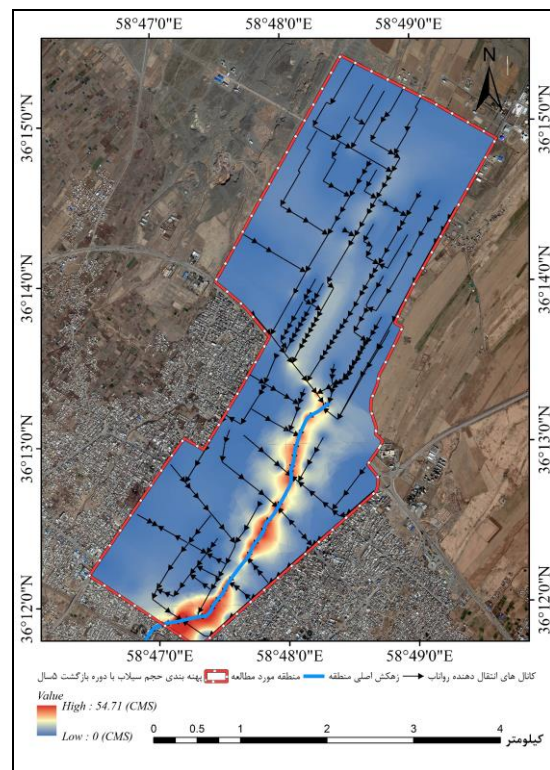 58°47'0"E 58°48'0"E 58°49'0"E
N
36°15'0"N 36°15'0"N
36°14'0"N 36°14'0"N
36°13'0"N 36°13'0"N
36°12'0"N 36°12'0"N
58°47'0"E 58°48'0"E 58°49'0"E
کانال های انتقال دهنده رواناب زهکش اصلی منطقه منطقه مورد مطالعه پهنه بندی حجم سیلاب با دوره بازگشت ۵سال
Value
High : 54.71 (CMS)
Low : 0 (CMS)
0 0.5 1 2 3 4
کیلومتر